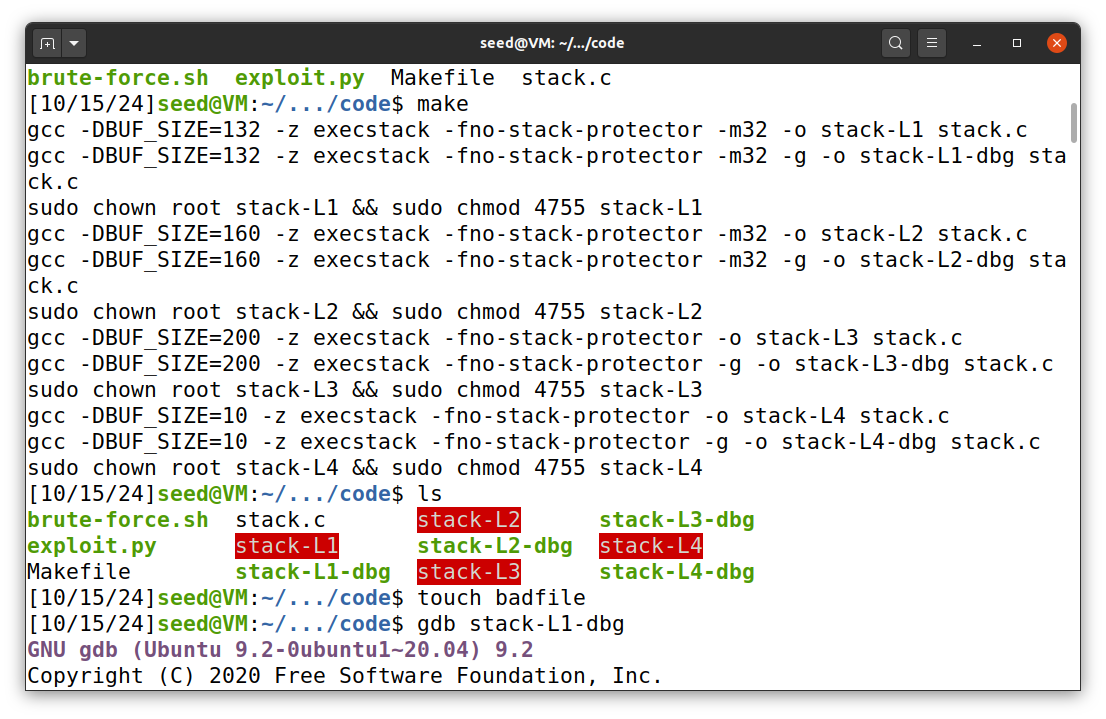 seed@VM: ~/.../code
brute-force.sh  exploit.py  Makefile  stack.c
[10/15/24]seed@VM:~/.../code$ make
gcc -DBUF_SIZE=132 -z execstack -fno-stack-protector -m32 -o stack-L1 stack.c
gcc -DBUF_SIZE=132 -z execstack -fno-stack-protector -m32 -g -o stack-L1-dbg sta
ck.c
sudo chown root stack-L1 && sudo chmod 4755 stack-L1
gcc -DBUF_SIZE=160 -z execstack -fno-stack-protector -m32 -o stack-L2 stack.c
gcc -DBUF_SIZE=160 -z execstack -fno-stack-protector -m32 -g -o stack-L2-dbg sta
ck.c
sudo chown root stack-L2 && sudo chmod 4755 stack-L2
gcc -DBUF_SIZE=200 -z execstack -fno-stack-protector -o stack-L3 stack.c
gcc -DBUF_SIZE=200 -z execstack -fno-stack-protector -g -o stack-L3-dbg stack.c
sudo chown root stack-L3 && sudo chmod 4755 stack-L3
gcc -DBUF_SIZE=10 -z execstack -fno-stack-protector -o stack-L4 stack.c
gcc -DBUF_SIZE=10 -z execstack -fno-stack-protector -g -o stack-L4-dbg stack.c
sudo chown root stack-L4 && sudo chmod 4755 stack-L4
[10/15/24]seed@VM:~/.../code$ ls
brute-force.sh  stack.c       stack-L2      stack-L3-dbg
exploit.py      stack-L1      stack-L2-dbg  stack-L4
Makefile        stack-L1-dbg  stack-L3      stack-L4-dbg
[10/15/24]seed@VM:~/.../code$ touch badfile
[10/15/24]seed@VM:~/.../code$ gdb stack-L1-dbg
GNU gdb (Ubuntu 9.2-0ubuntu1~20.04) 9.2
Copyright (C) 2020 Free Software Foundation, Inc.